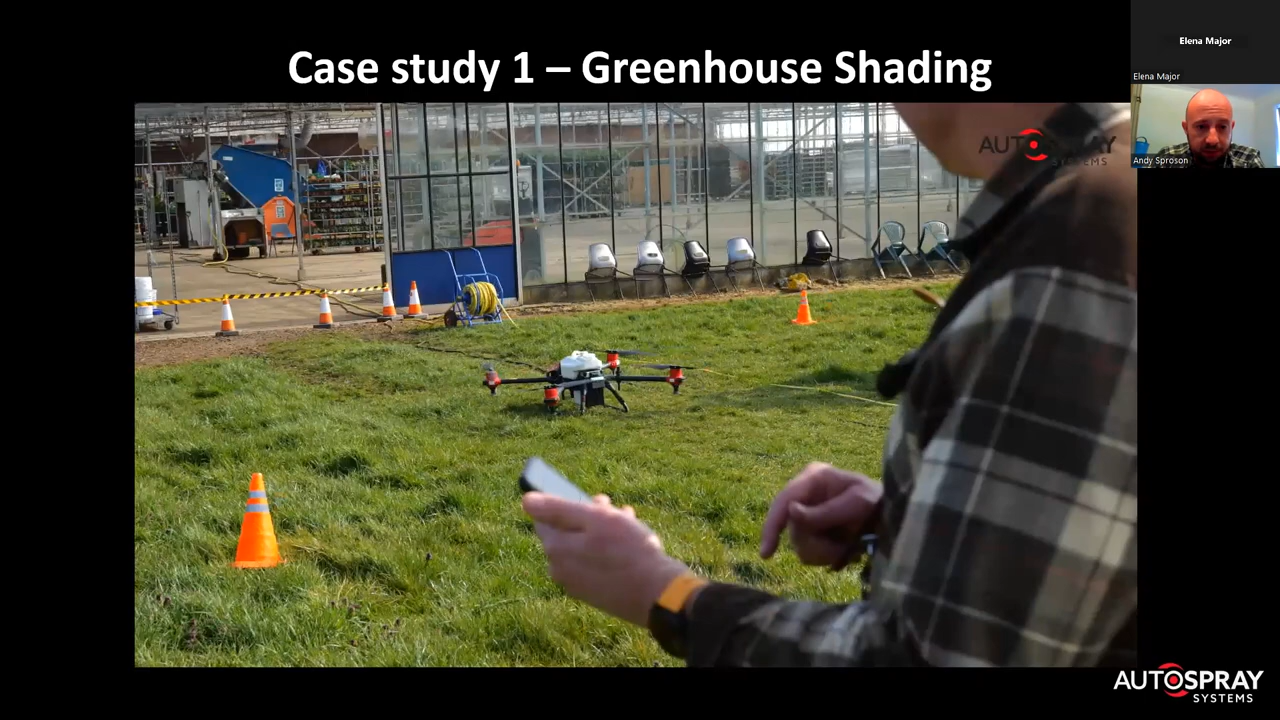 Case study 1 – Greenhouse Shading
Elena Major
Elena Major
AUTOSPRAY
SYSTEMS
Andy Sproson
AUTOSPRAY
SYSTEMS